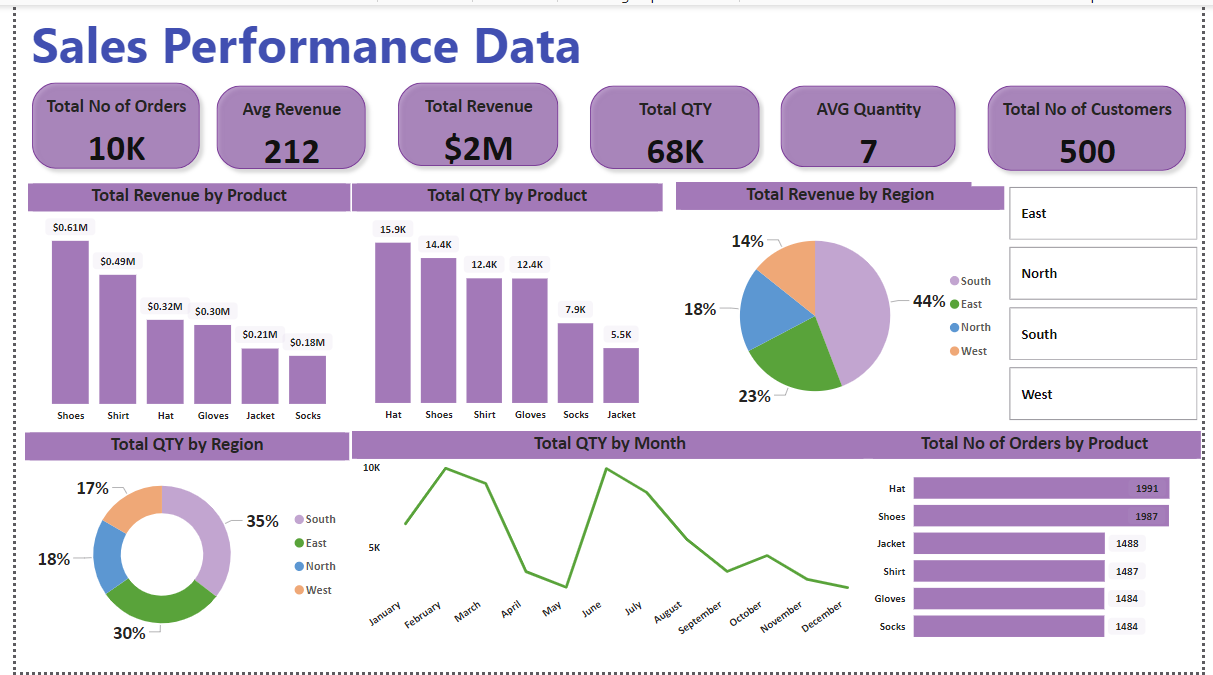 Sales Performance Data
Total No of Orders
10K
Avg Revenue
212
Total Revenue
$2M
Total QTY
68K
AVG Quantity
7
Total No of Customers
500
Total Revenue by Product
$0.61M
$0.49M
$0.32M
$0.30M
$0.21M
$0.18M
Shoes
Shirt
Hat
Gloves
Jacket
Socks
Total QTY by Product
15.9K
14.4K
12.4K
12.4K
7.9K
5.5K
Hat
Shoes
Shirt
Gloves
Socks
Jacket
Total Revenue by Region
14%
18%
23%
44%
South
East
North
West
East
North
South
West
Total QTY by Region
17%
18%
30%
35%
South
East
North
West
Total QTY by Month
10K
5K
January
February
March
April
May
June
July
August
September
October
November
December
Total No of Orders by Product
Hat 1991
Shoes 1987
Jacket 1488
Shirt 1487
Gloves 1484
Socks 1484